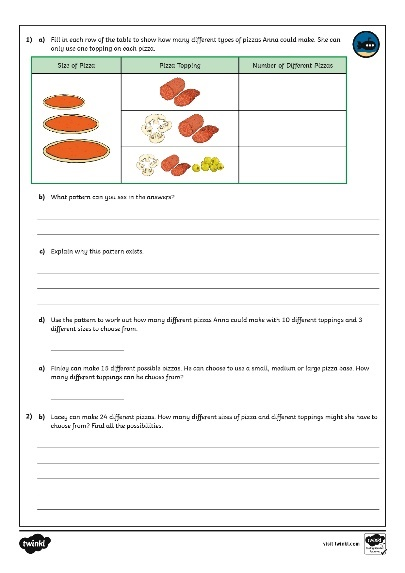 1) a) Fill in each row of the table to show how many different types of pizzas Anna could make. She can
only use one topping on each pizza.
Size of Pizza Pizza Topping Number of Different Pizzas
b) What pattern can you see in the answers?
c) Explain why this pattern exists.
d) Use the pattern to work out how many different pizzas Anna could make with 10 different toppings and 3
different sizes to choose from.
a) Finley can make 15 different possible pizzas. He can choose to use a small, medium or large pizza base. How
many different toppings can he choose from?
2) b) Lacey can make 24 different pizzas. How many different sizes of pizza and different toppings might she have to
choose from? Find all the possibilities.
twinkl
visit twinkl.com
twinkl